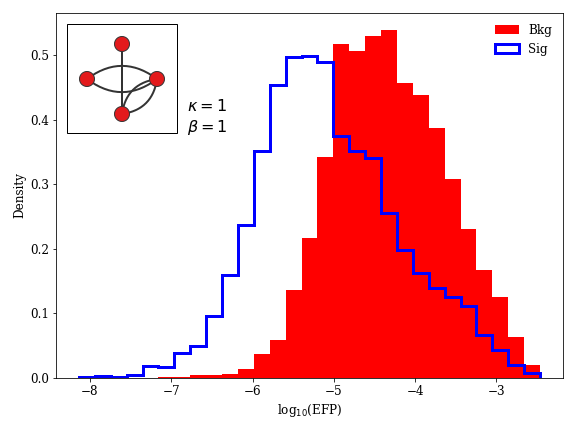 Bkg
Sig
κ = 1
β = 1
Density
0.5
0.4
0.3
0.2
0.1
0.0
−8 −7 −6 −5 −4 −3
log₁₀(EFP)